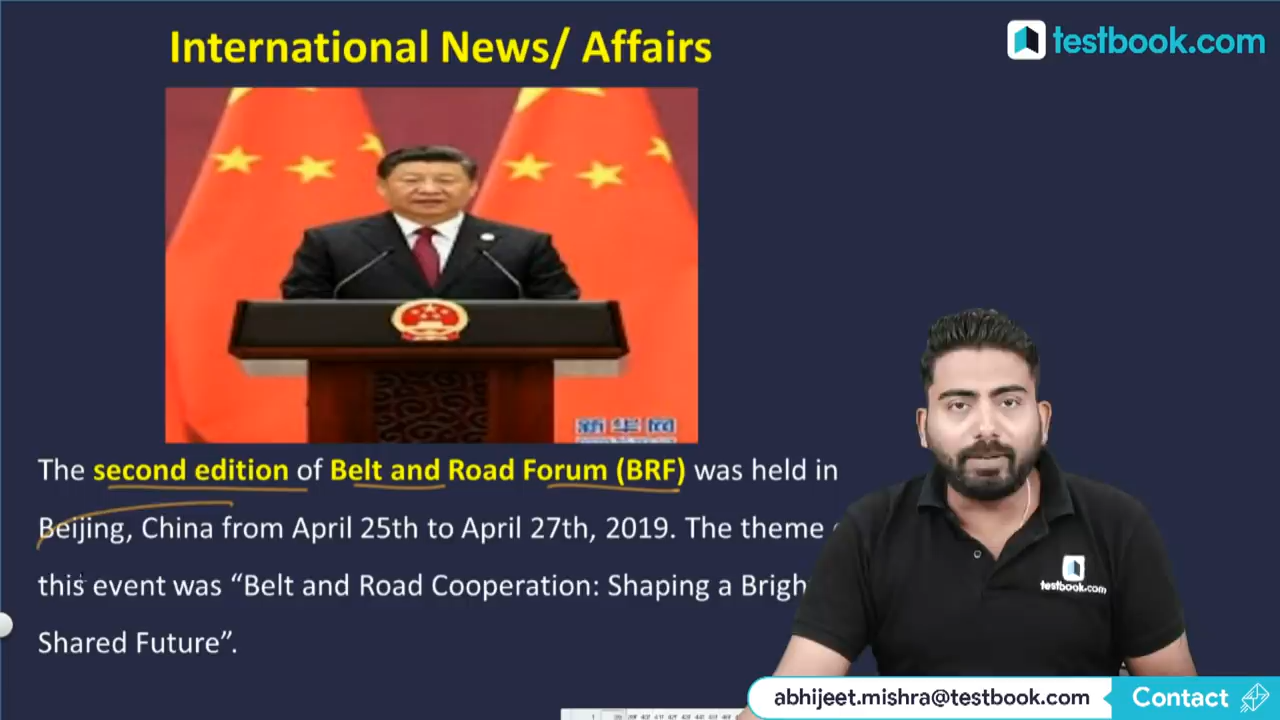 International News/ Affairs
testbook.com
新华网
The second edition of Belt and Road Forum (BRF) was held in
Beijing, China from April 25th to April 27th, 2019. The theme
this event was “Belt and Road Cooperation: Shaping a Brigh
Shared Future”.
testbook.com
abhijeet.mishra@testbook.com
Contact